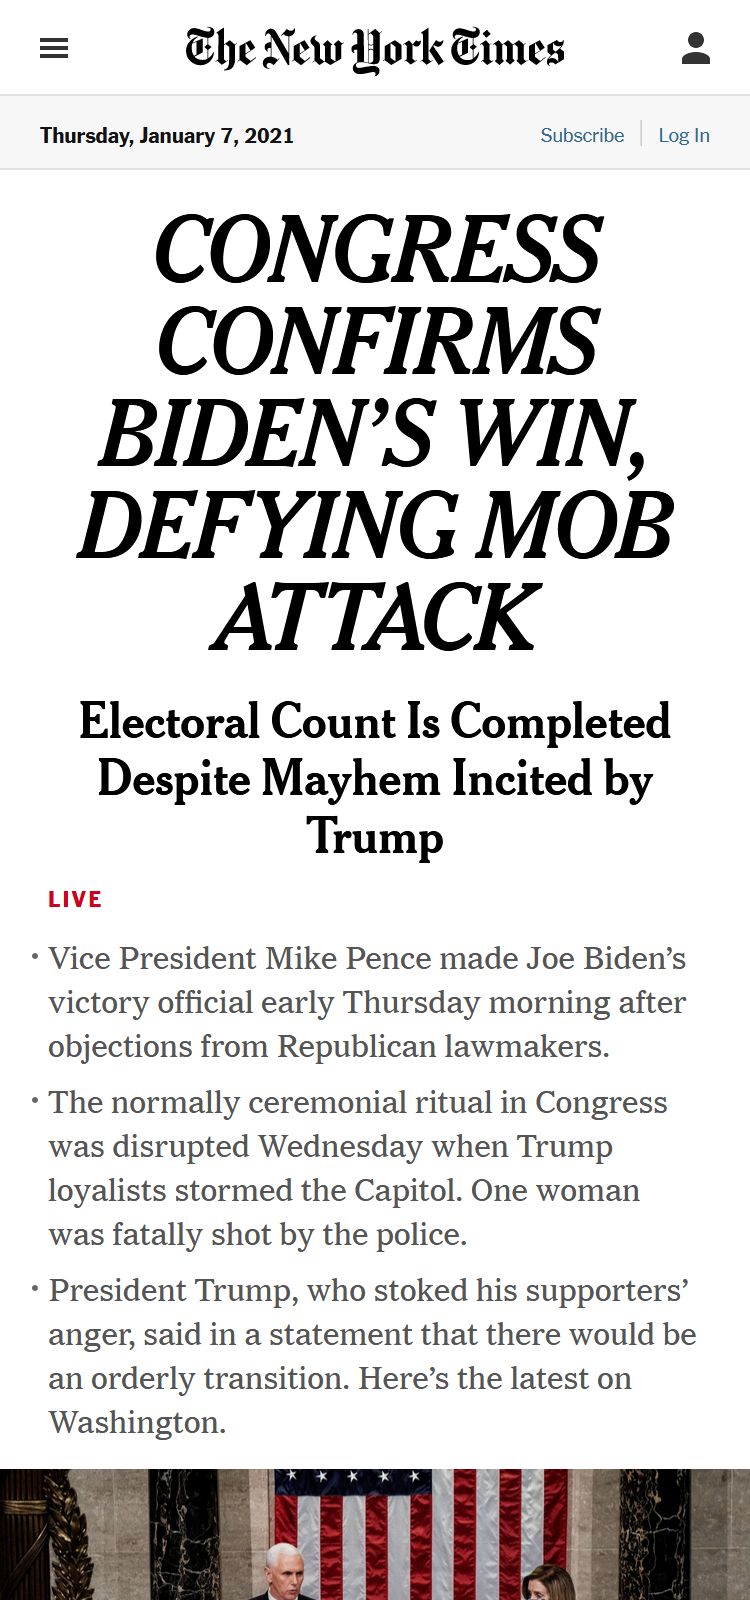 The New York Times
Thursday, January 7, 2021
Subscribe
Log In
CONGRESS
CONFIRMS
BIDEN’S WIN,
DEFYING MOB
ATTACK
Electoral Count Is Completed
Despite Mayhem Incited by
Trump
LIVE
• Vice President Mike Pence made Joe Biden’s
victory official early Thursday morning after
objections from Republican lawmakers.
• The normally ceremonial ritual in Congress
was disrupted Wednesday when Trump
loyalists stormed the Capitol. One woman
was fatally shot by the police.
• President Trump, who stoked his supporters’
anger, said in a statement that there would be
an orderly transition. Here’s the latest on
Washington.